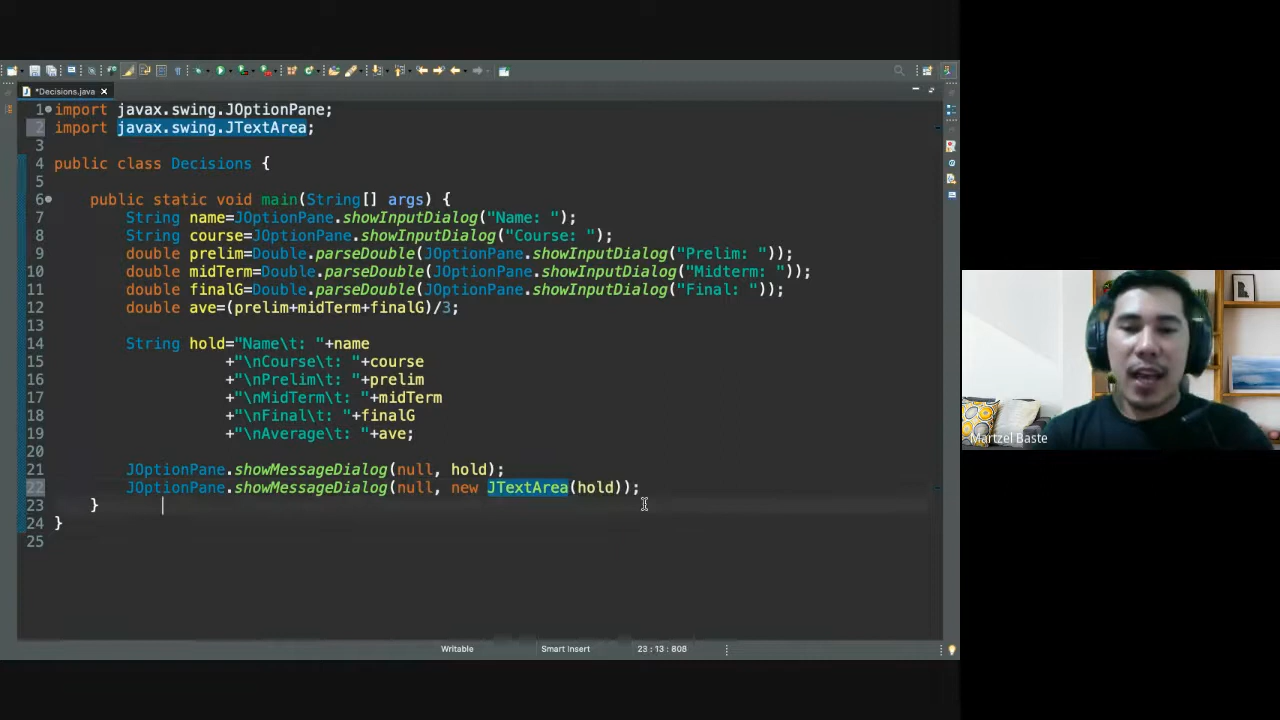 *Decisions.java
1 import javax.swing.JOptionPane;
2 import javax.swing.JTextArea;
3
4 public class Decisions {
5
6 public static void main(String[] args) {
7 String name=JOptionPane.showInputDialog("Name: ");
8 String course=JOptionPane.showInputDialog("Course: ");
9 double prelim=Double.parseDouble(JOptionPane.showInputDialog("Prelim: "));
10 double midTerm=Double.parseDouble(JOptionPane.showInputDialog("Midterm: "));
11 double finalG=Double.parseDouble(JOptionPane.showInputDialog("Final: "));
12 double ave=(prelim+midTerm+finalG)/3;
13
14 String hold="Name\t: "+name
15 +"\nCourse\t: "+course
16 +"\nPrelim\t: "+prelim
17 +"\nMidTerm\t: "+midTerm
18 +"\nFinal\t: "+finalG
19 +"\nAverage\t: "+ave;
20
21 JOptionPane.showMessageDialog(null, hold);
22 JOptionPane.showMessageDialog(null, new JTextArea(hold));
23 }
24 }
25
Writable Smart Insert 23 : 13 : 808
Martzel Baste